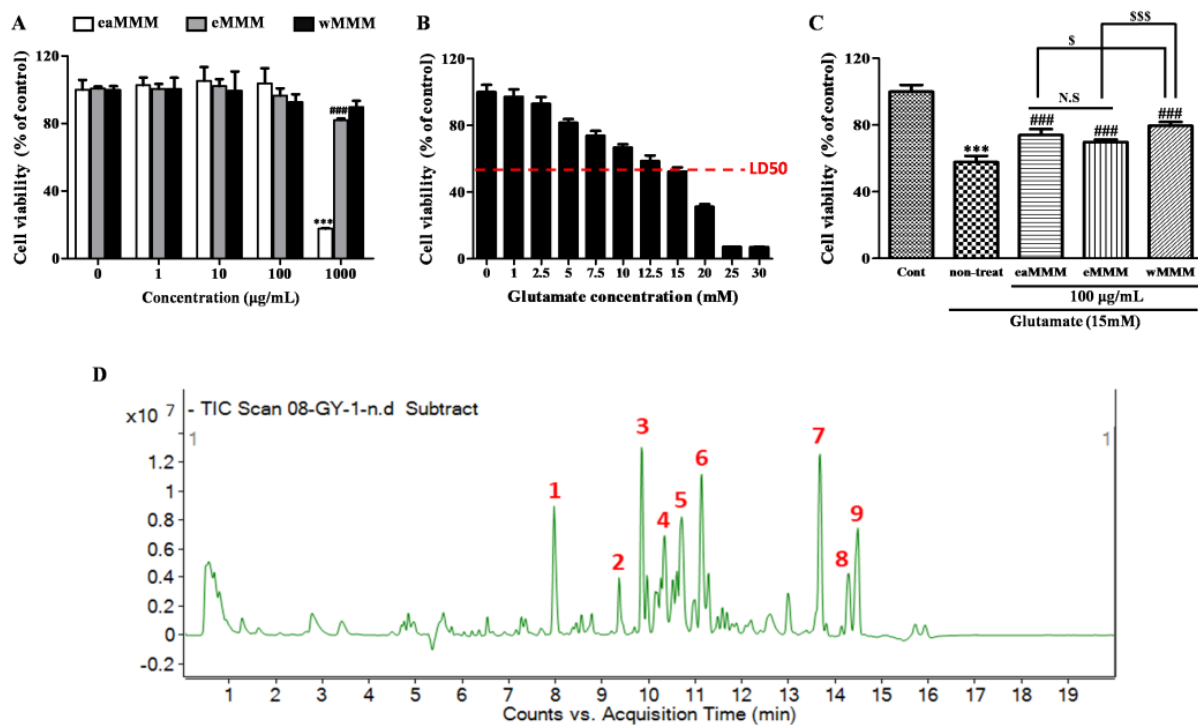 A
eaMMM eMMM wMMM
Cell viability (% of control)
120
80
40
0
*** ###
0 1 10 100 1000
Concentration (µg/mL)
B
Cell viability (% of control)
120
80
40
0
LD50
0 1 2.5 5 7.5 10 12.5 15 20 25 30
Glutamate concentration (mM)
C
Cell viability (% of control)
120
80
40
0
$$$
$
N.S
*** ### ### ###
Cont non-treat eaMMM eMMM wMMM
100 µg/mL
Glutamate (15mM)
D
x10 7 - TIC Scan 08-GY-1-n.d Subtract
1 1
1.2
1
0.8
0.6
0.4
0.2
0
-0.2
1 2 3 4 5 6 7 8 9
1 2 3 4 5 6 7 8 9 10 11 12 13 14 15 16 17 18 19
Counts vs. Acquisition Time (min)